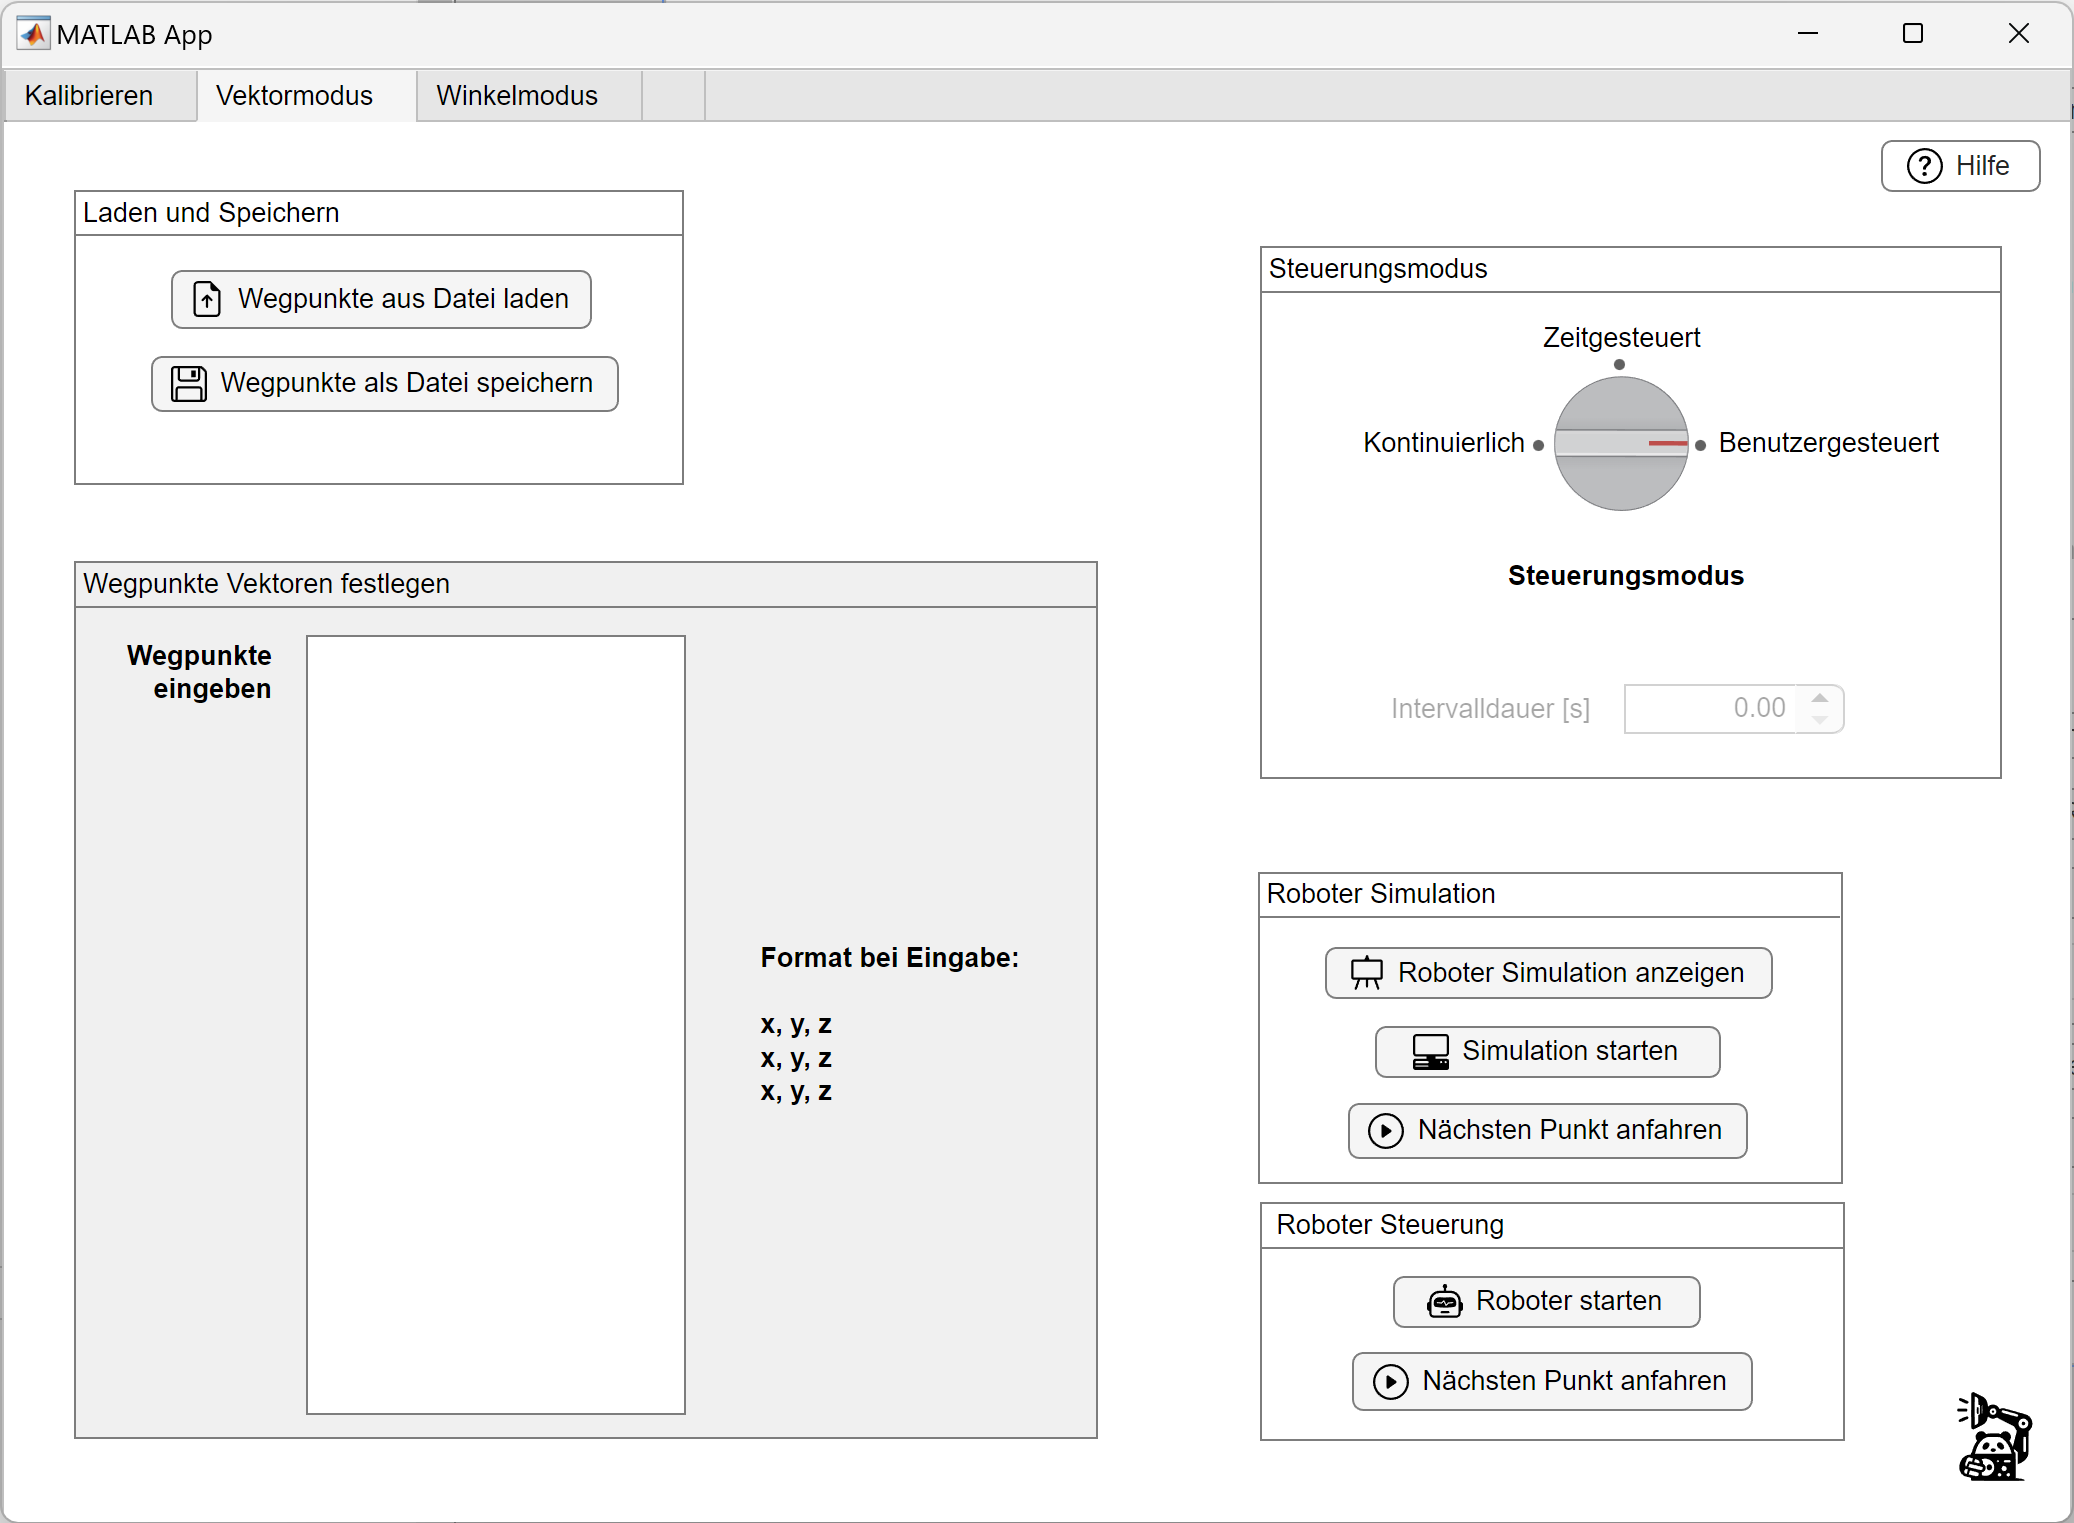 MATLAB App
Kalibrieren
Vektormodus
Winkelmodus
Hilfe
Laden und Speichern
Wegpunkte aus Datei laden
Wegpunkte als Datei speichern
Steuerungsmodus
Zeitgesteuert
Kontinuierlich
Benutzergesteuert
Steuerungsmodus
Intervalldauer [s]
0.00
Wegpunkte Vektoren festlegen
Wegpunkte
eingeben
Format bei Eingabe:
x, y, z
x, y, z
x, y, z
Roboter Simulation
Roboter Simulation anzeigen
Simulation starten
Nächsten Punkt anfahren
Roboter Steuerung
Roboter starten
Nächsten Punkt anfahren